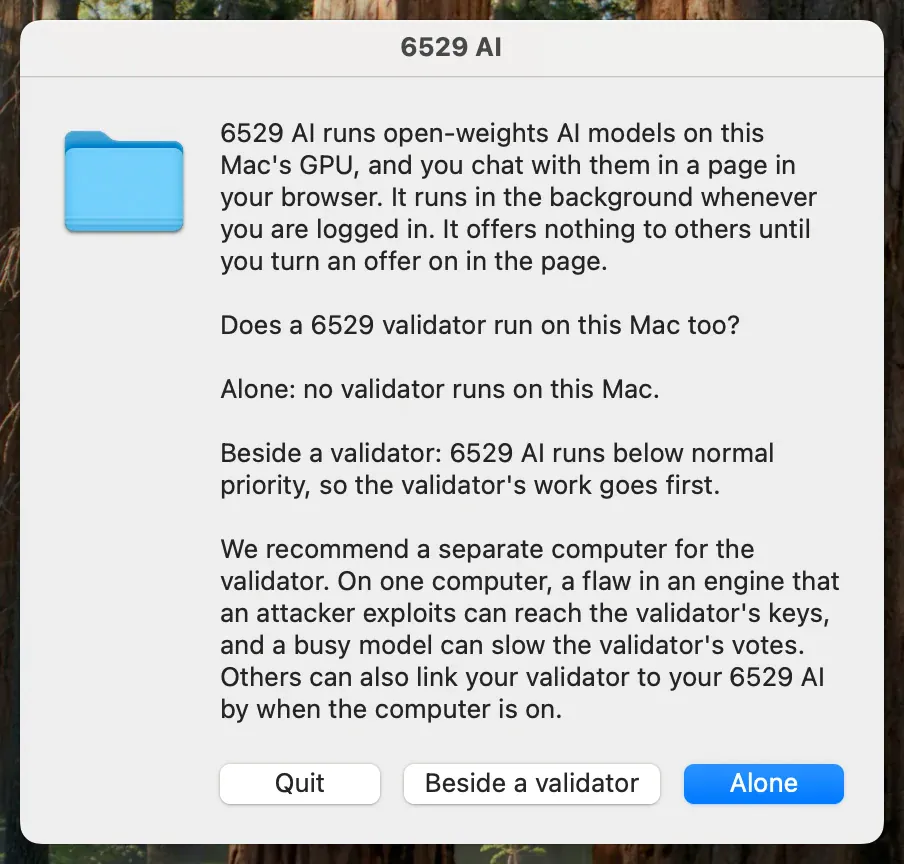 6529 AI
6529 AI runs open-weights AI models on this
Mac's GPU, and you chat with them in a page in
your browser. It runs in the background whenever
you are logged in. It offers nothing to others until
you turn an offer on in the page.
Does a 6529 validator run on this Mac too?
Alone: no validator runs on this Mac.
Beside a validator: 6529 AI runs below normal
priority, so the validator's work goes first.
We recommend a separate computer for the
validator. On one computer, a flaw in an engine that
an attacker exploits can reach the validator's keys,
and a busy model can slow the validator's votes.
Others can also link your validator to your 6529 AI
by when the computer is on.
Quit
Beside a validator
Alone